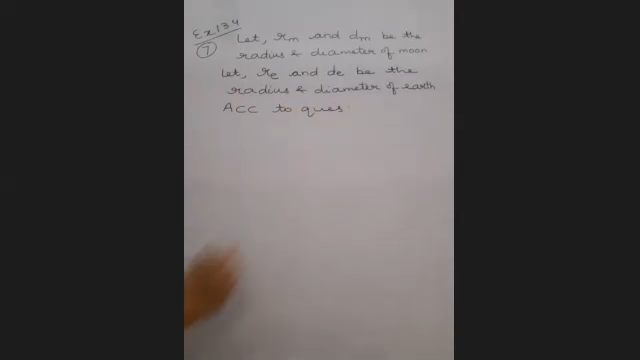 Ex 13.4
7 Let, rm and dm be the
radius & diameter of moon
let, re and de be the
radius & diameter of earth
ACC to ques